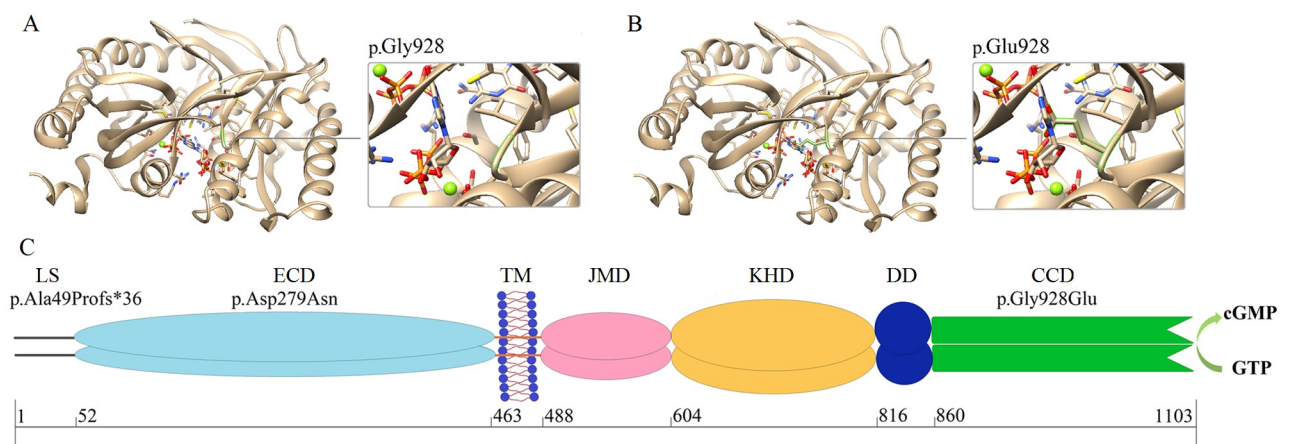 A
B
p.Gly928
p.Glu928
C
LS ECD TM JMD KHD DD CCD
p.Ala49Profs*36 p.Asp279Asn p.Gly928Glu
cGMP
GTP
1 52 463 488 604 816 860 1103